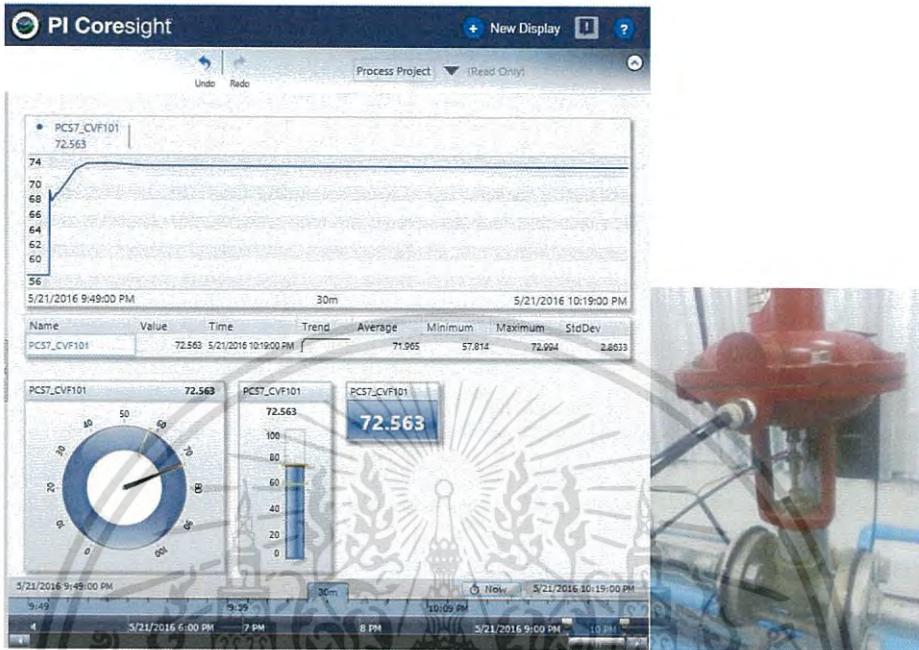 PI Coresight
New Display
?
Undo Redo
Process Project (Read Only)
PCS7_CVF101
72.563
74
70
68
66
64
62
60
56
5/21/2016 9:49:00 PM 30m 5/21/2016 10:19:00 PM
Name Value Time Trend Average Minimum Maximum StdDev
PCS7_CVF101 72.563 5/21/2016 10:19:00 PM 71.965 57.814 72.994 2.8633
PCS7_CVF101 72.563
0
10
20
30
40
50
60
70
80
90
100
PCS7_CVF101
72.563
100
80
60
40
20
0
PCS7_CVF101
72.563
5/21/2016 9:49:00 PM 30m Now 5/21/2016 10:19:00 PM
9:49 9:59 10:09 PM
5/21/2016 6:00 PM 7 PM 8 PM 5/21/2016 9:00 PM 10 PM